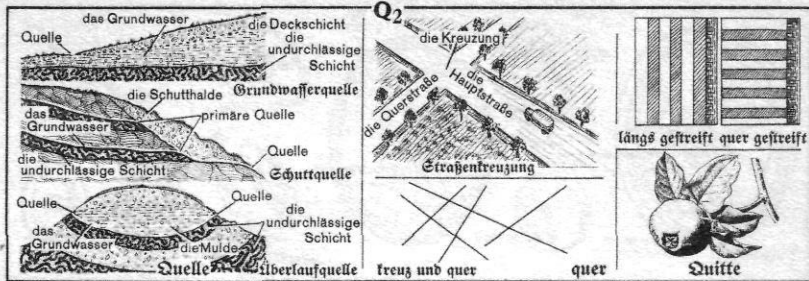 Q2
das Grundwasser
die Deckschicht
Quelle
die undurchlässige
Schicht
Grundwasserquelle
die Schutthalde
das
Grundwasser
primäre Quelle
Quelle
die
undurchlässige Schicht
Schuttquelle
Quelle
Quelle
die
undurchlässige
Schicht
das
Grundwasser
die Mulde
Quelle
Überlaufquelle
die Kreuzung
die Querstraße
die
Hauptstraße
Straßenkreuzung
kreuz und quer
quer
längs gestreift
quer gestreift
Quitte